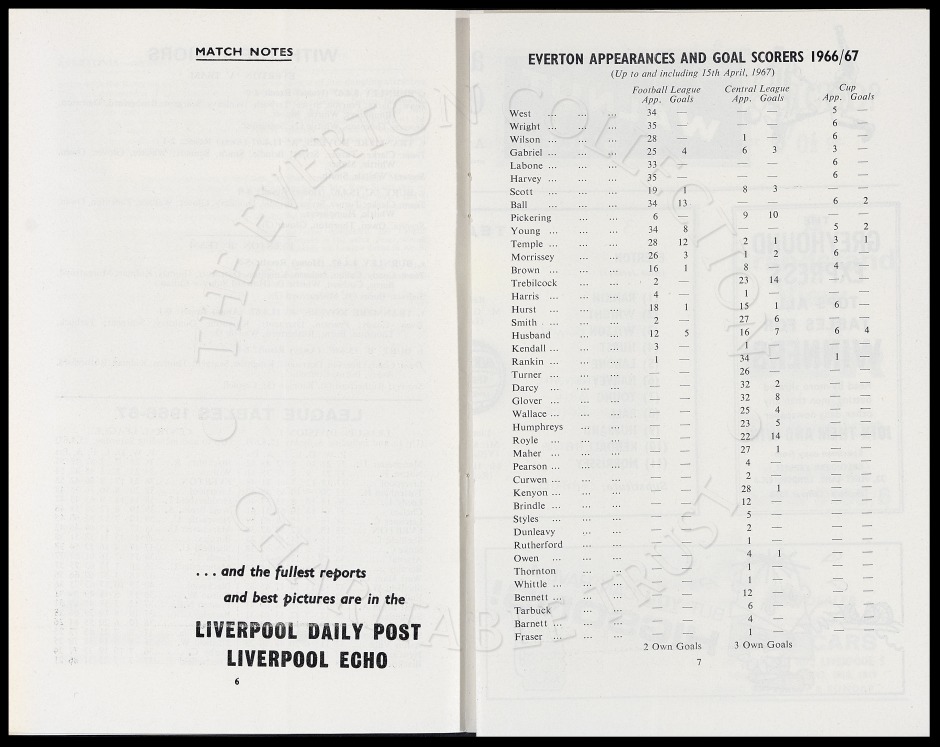 MATCH NOTES
... and the fullest reports
and best pictures are in the
LIVERPOOL DAILY POST
LIVERPOOL ECHO
6
EVERTON APPEARANCES AND GOAL SCORERS 1966/67
(Up to and including 15th April, 1967)
Football League Central League Cup
App. Goals App. Goals App. Goals
West ... ... ... 34 — — — 5 —
Wright ... ... ... 35 — — — 6 —
Wilson ... ... ... 28 — 1 — 6 —
Gabriel ... ... ... 25 4 6 3 3 —
Labone ... ... ... 33 — — — 6 —
Harvey ... ... ... 35 — — — 6 —
Scott ... ... ... 19 1 8 3 — —
Ball ... ... ... 34 13 — — 6 2
Pickering ... ... 6 — 9 10 — —
Young ... ... ... 34 8 — — 5 2
Temple ... ... ... 28 12 2 1 3 1
Morrissey ... ... 26 3 1 2 6 —
Brown ... ... ... 16 1 8 — 4 —
Trebilcock ... ... 2 — 23 14 — —
Harris ... ... ... 4 — 1 — — —
Hurst ... ... ... 18 1 15 1 6 —
Smith ... ... ... 2 — 27 6 — —
Husband ... ... 12 5 16 7 6 4
Kendall ... ... ... 3 — 1 — — —
Rankin ... ... ... 1 — 34 — 1 —
Turner ... ... ... — — 26 — — —
Darcy ... ... ... — — 32 2 — —
Glover ... ... ... — — 32 8 — —
Wallace ... ... ... — — 25 4 — —
Humphreys ... ... — — 23 5 — —
Royle ... ... ... — — 22 14 — —
Maher ... ... ... — — 27 1 — —
Pearson ... ... ... — — 4 — — —
Curwen ... ... ... — — 2 — — —
Kenyon ... ... ... — — 28 1 — —
Brindle ... ... ... — — 12 — — —
Styles ... ... ... — — 5 — — —
Dunleavy ... ... — — 2 — — —
Rutherford ... ... — — 1 — — —
Owen ... ... ... — — 4 1 — —
Thornton ... ... — — 1 — — —
Whittle ... ... ... — — 1 — — —
Bennett ... ... ... — — 12 — — —
Tarbuck ... ... — — 6 — — —
Barnett ... ... ... — — 4 — — —
Fraser ... ... ... — — 1 — — —
2 Own Goals 3 Own Goals
7
THE EVERTON COLLECTION
CHARITABLE TRUST